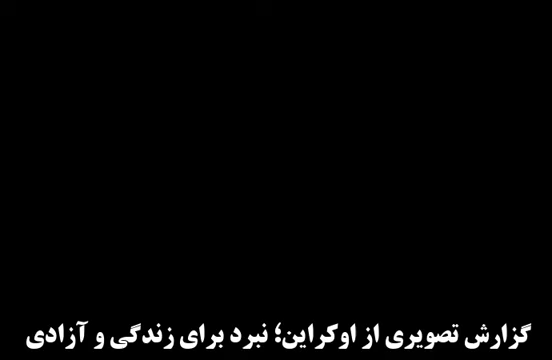 گزارش تصویری از اوکراین؛ نبرد برای زندگی و آزادی